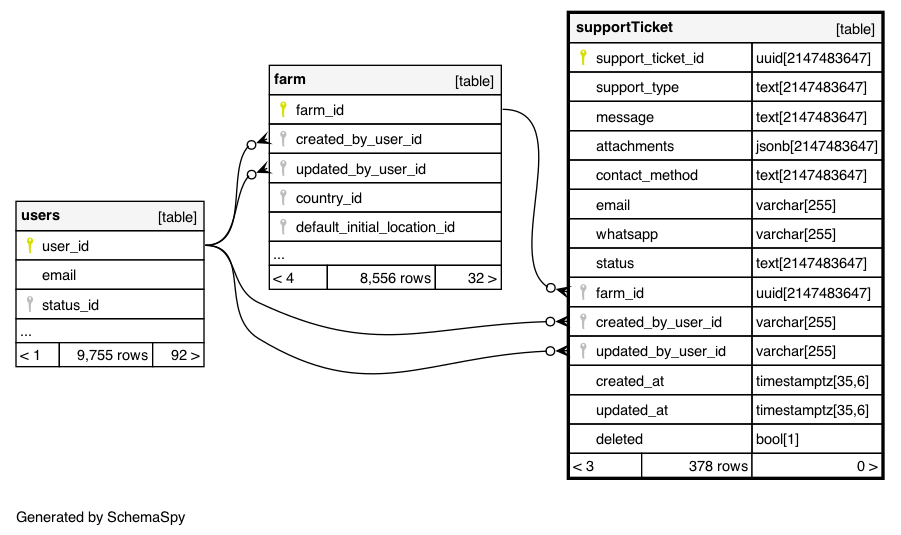 users [table]
user_id
email
status_id
...
< 1 9,755 rows 92 >
farm [table]
farm_id
created_by_user_id
updated_by_user_id
country_id
default_initial_location_id
...
< 4 8,556 rows 32 >
supportTicket [table]
support_ticket_id uuid[2147483647]
support_type text[2147483647]
message text[2147483647]
attachments jsonb[2147483647]
contact_method text[2147483647]
email varchar[255]
whatsapp varchar[255]
status text[2147483647]
farm_id uuid[2147483647]
created_by_user_id varchar[255]
updated_by_user_id varchar[255]
created_at timestamptz[35,6]
updated_at timestamptz[35,6]
deleted bool[1]
< 3 378 rows 0 >
Generated by SchemaSpy